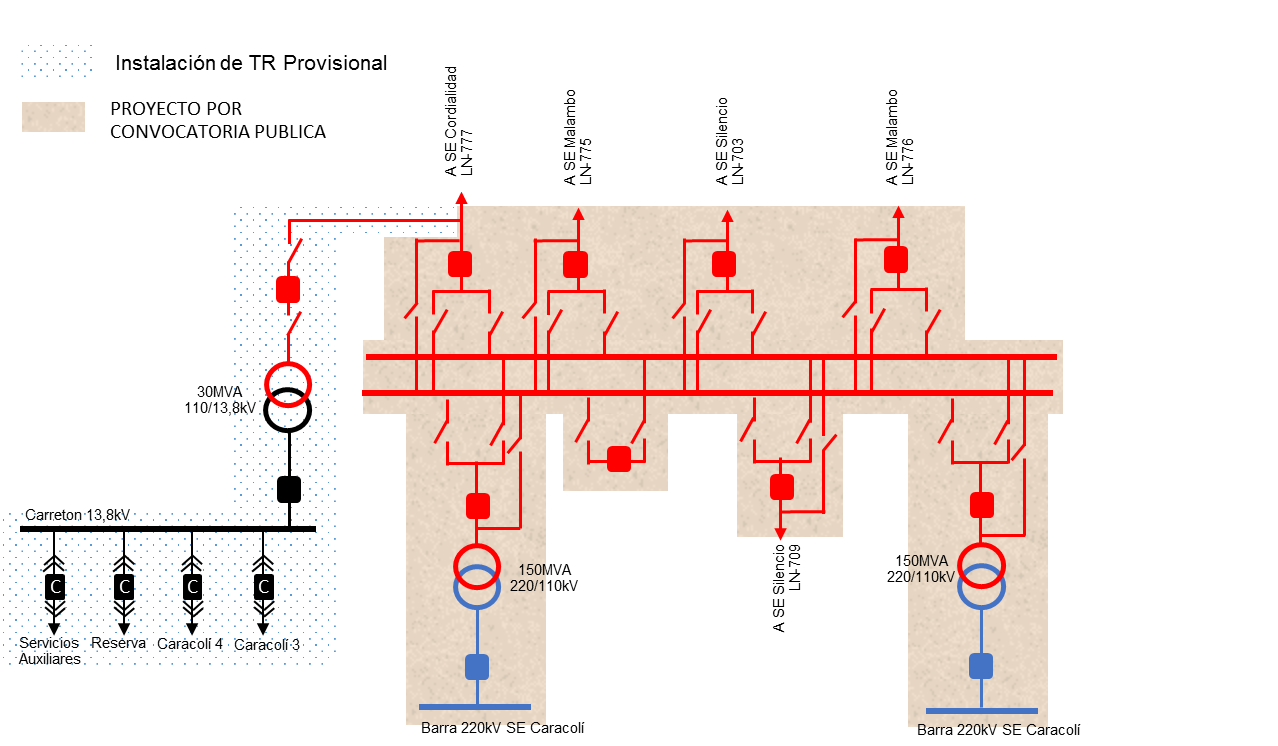 Instalación de TR Provisional
PROYECTO POR
CONVOCATORIA PUBLICA
A SE Cordialidad
LN-777
A SE Malambo
LN-775
A SE Silencio
LN-703
A SE Malambo
LN-776
30MVA
110/13,8kV
Carreton 13,8kV
C
C
C
C
Servicios
Auxiliares
Reserva
Caracolí 4
Caracolí 3
150MVA
220/110kV
A SE Silencio
LN-709
150MVA
220/110kV
Barra 220kV SE Caracolí
Barra 220kV SE Caracolí